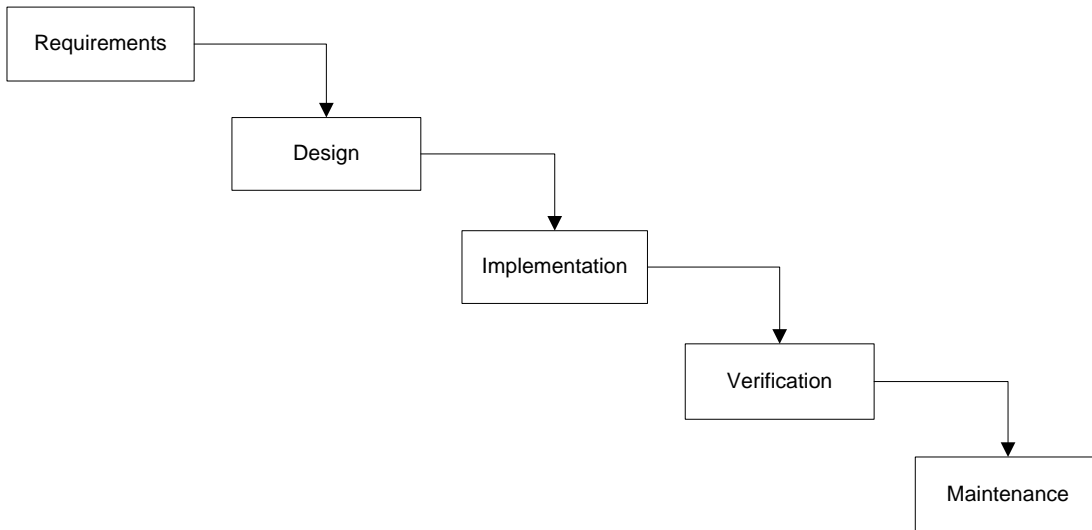 Requirements
Design
Implementation
Verification
Maintenance